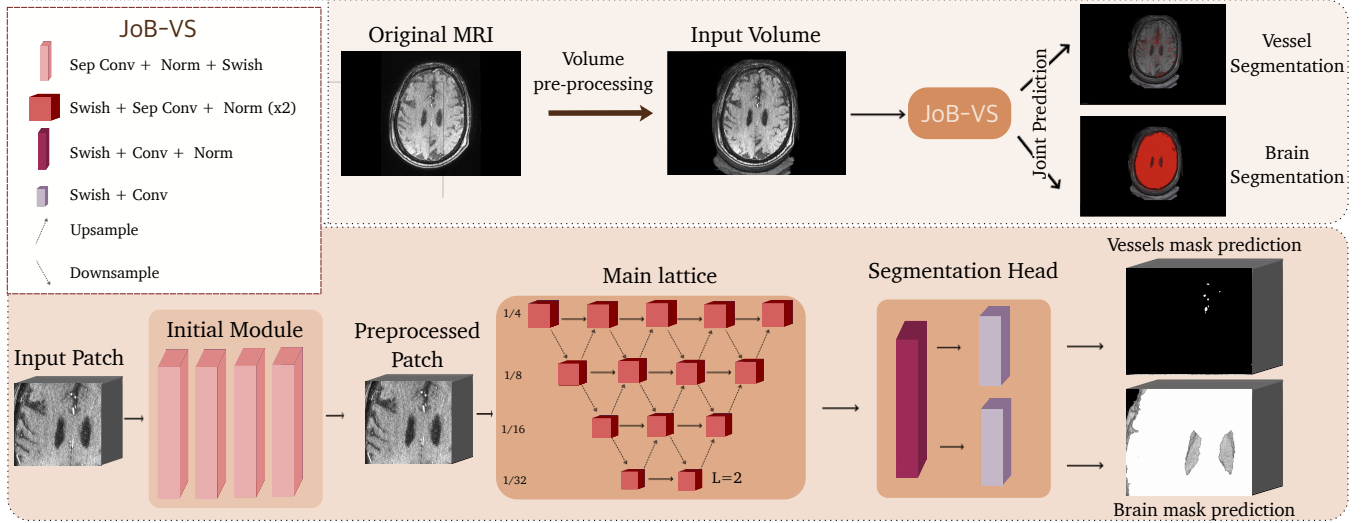 JoB-VS
Sep Conv + Norm + Swish
Swish + Sep Conv + Norm (x2)
Swish + Conv + Norm
Swish + Conv
Upsample
Downsample
Original MRI
Volume
pre-processing
Input Volume
JoB-VS
Joint Prediction
Vessel
Segmentation
Brain
Segmentation
Input Patch
Initial Module
Preprocessed
Patch
Main lattice
1/4
1/8
1/16
1/32
L=2
Segmentation Head
Vessels mask prediction
Brain mask prediction